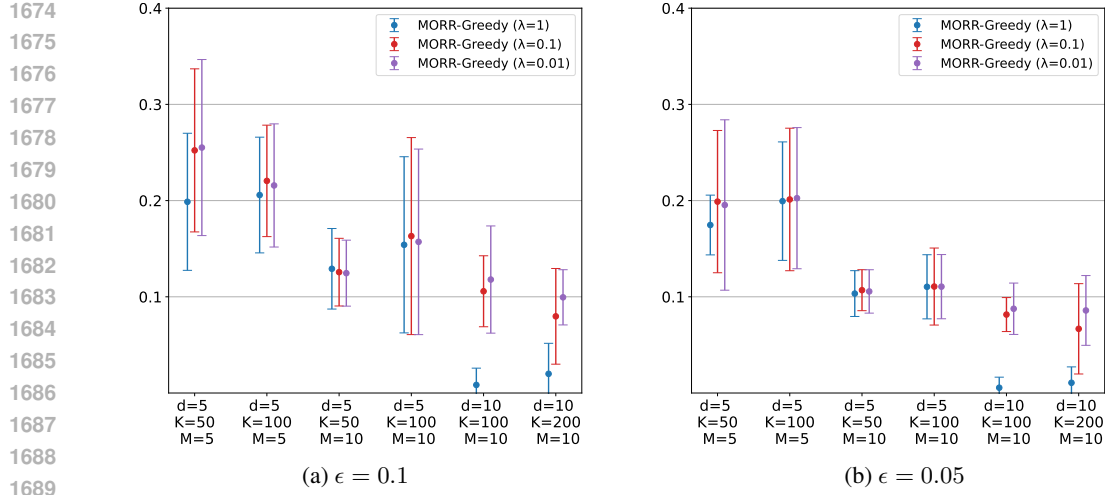 1674
1675
1676
1677
1678
1679
1680
1681
1682
1683
1684
1685
1686
1687
1688
1689
0.4
0.3
0.2
0.1
MORR-Greedy (λ=1)
MORR-Greedy (λ=0.1)
MORR-Greedy (λ=0.01)
d=5 d=5 d=5 d=5 d=10 d=10
K=50 K=100 K=50 K=100 K=100 K=200
M=5 M=5 M=10 M=10 M=10 M=10
(a) ϵ = 0.1
0.4
0.3
0.2
0.1
MORR-Greedy (λ=1)
MORR-Greedy (λ=0.1)
MORR-Greedy (λ=0.01)
d=5 d=5 d=5 d=5 d=10 d=10
K=50 K=100 K=50 K=100 K=100 K=200
M=5 M=5 M=10 M=10 M=10 M=10
(b) ϵ = 0.05